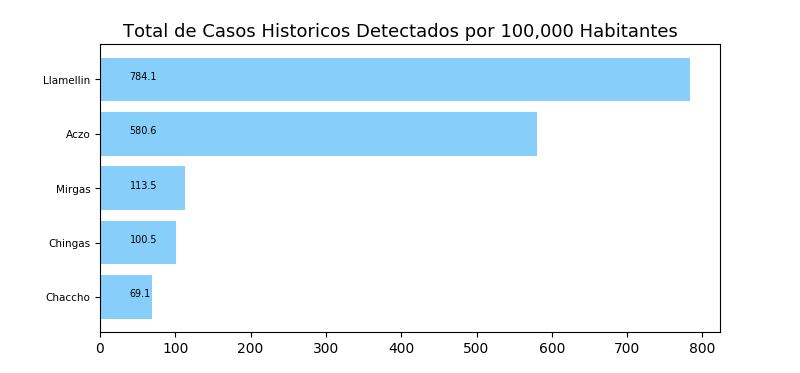 Total de Casos Historicos Detectados por 100,000 Habitantes
Llamellin 784.1
Aczo 580.6
Mirgas 113.5
Chingas 100.5
Chaccho 69.1
0 100 200 300 400 500 600 700 800